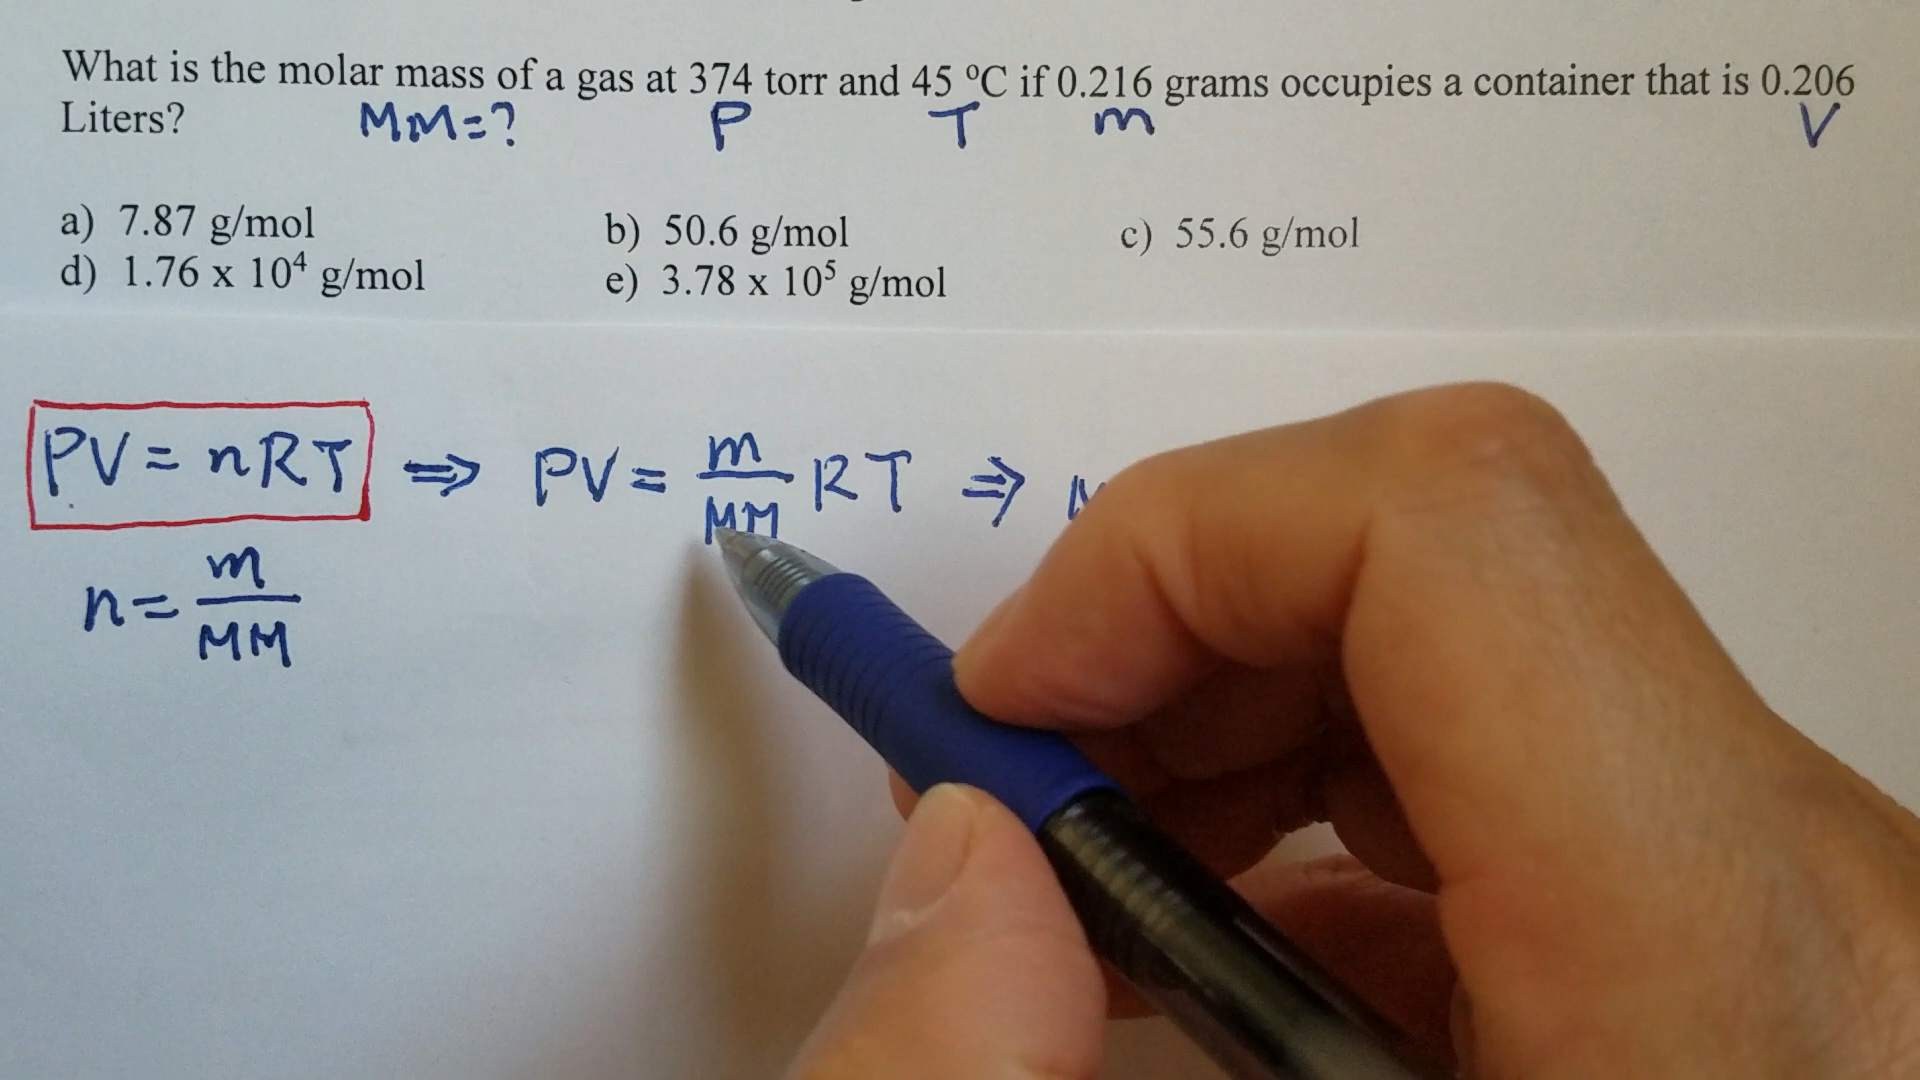 What is the molar mass of a gas at 374 torr and 45 ºC if 0.216 grams occupies a container that is 0.206
Liters? MM=? P T m V
a) 7.87 g/mol b) 50.6 g/mol c) 55.6 g/mol
d) 1.76 x 10⁴ g/mol e) 3.78 x 10⁵ g/mol
PV = nRT ⇒ PV = m/MM RT ⇒
n = m/MM